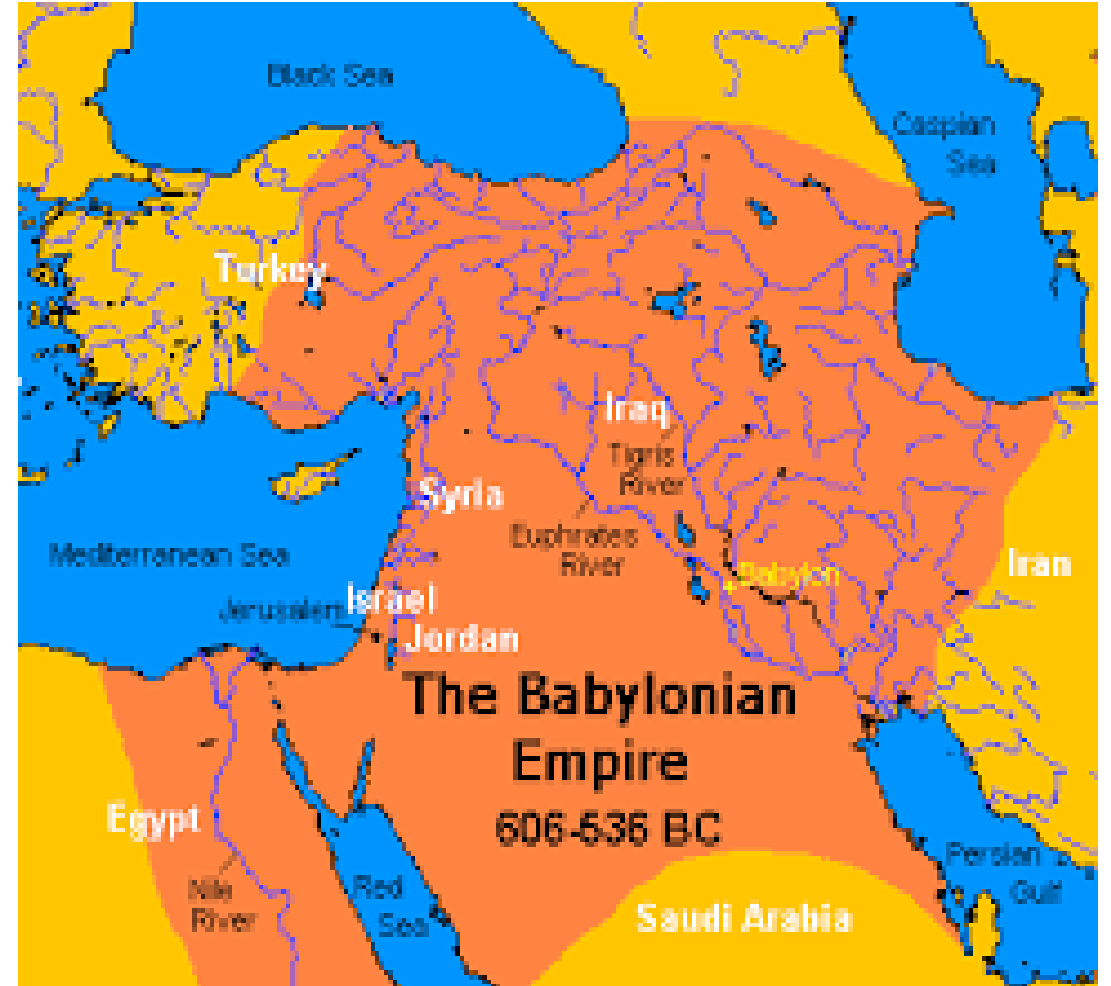 Black Sea
Caspian
Sea
Turkey
Iraq
Tigris
River
Syria
Euphrates
River
Mediterranean Sea
Iran
Babylon
Israel
Jerusalem
Jordan
The Babylonian
Empire
606-536 BC
Egypt
Nile
River
Red
Sea
Persian
Gulf
Saudi Arabia